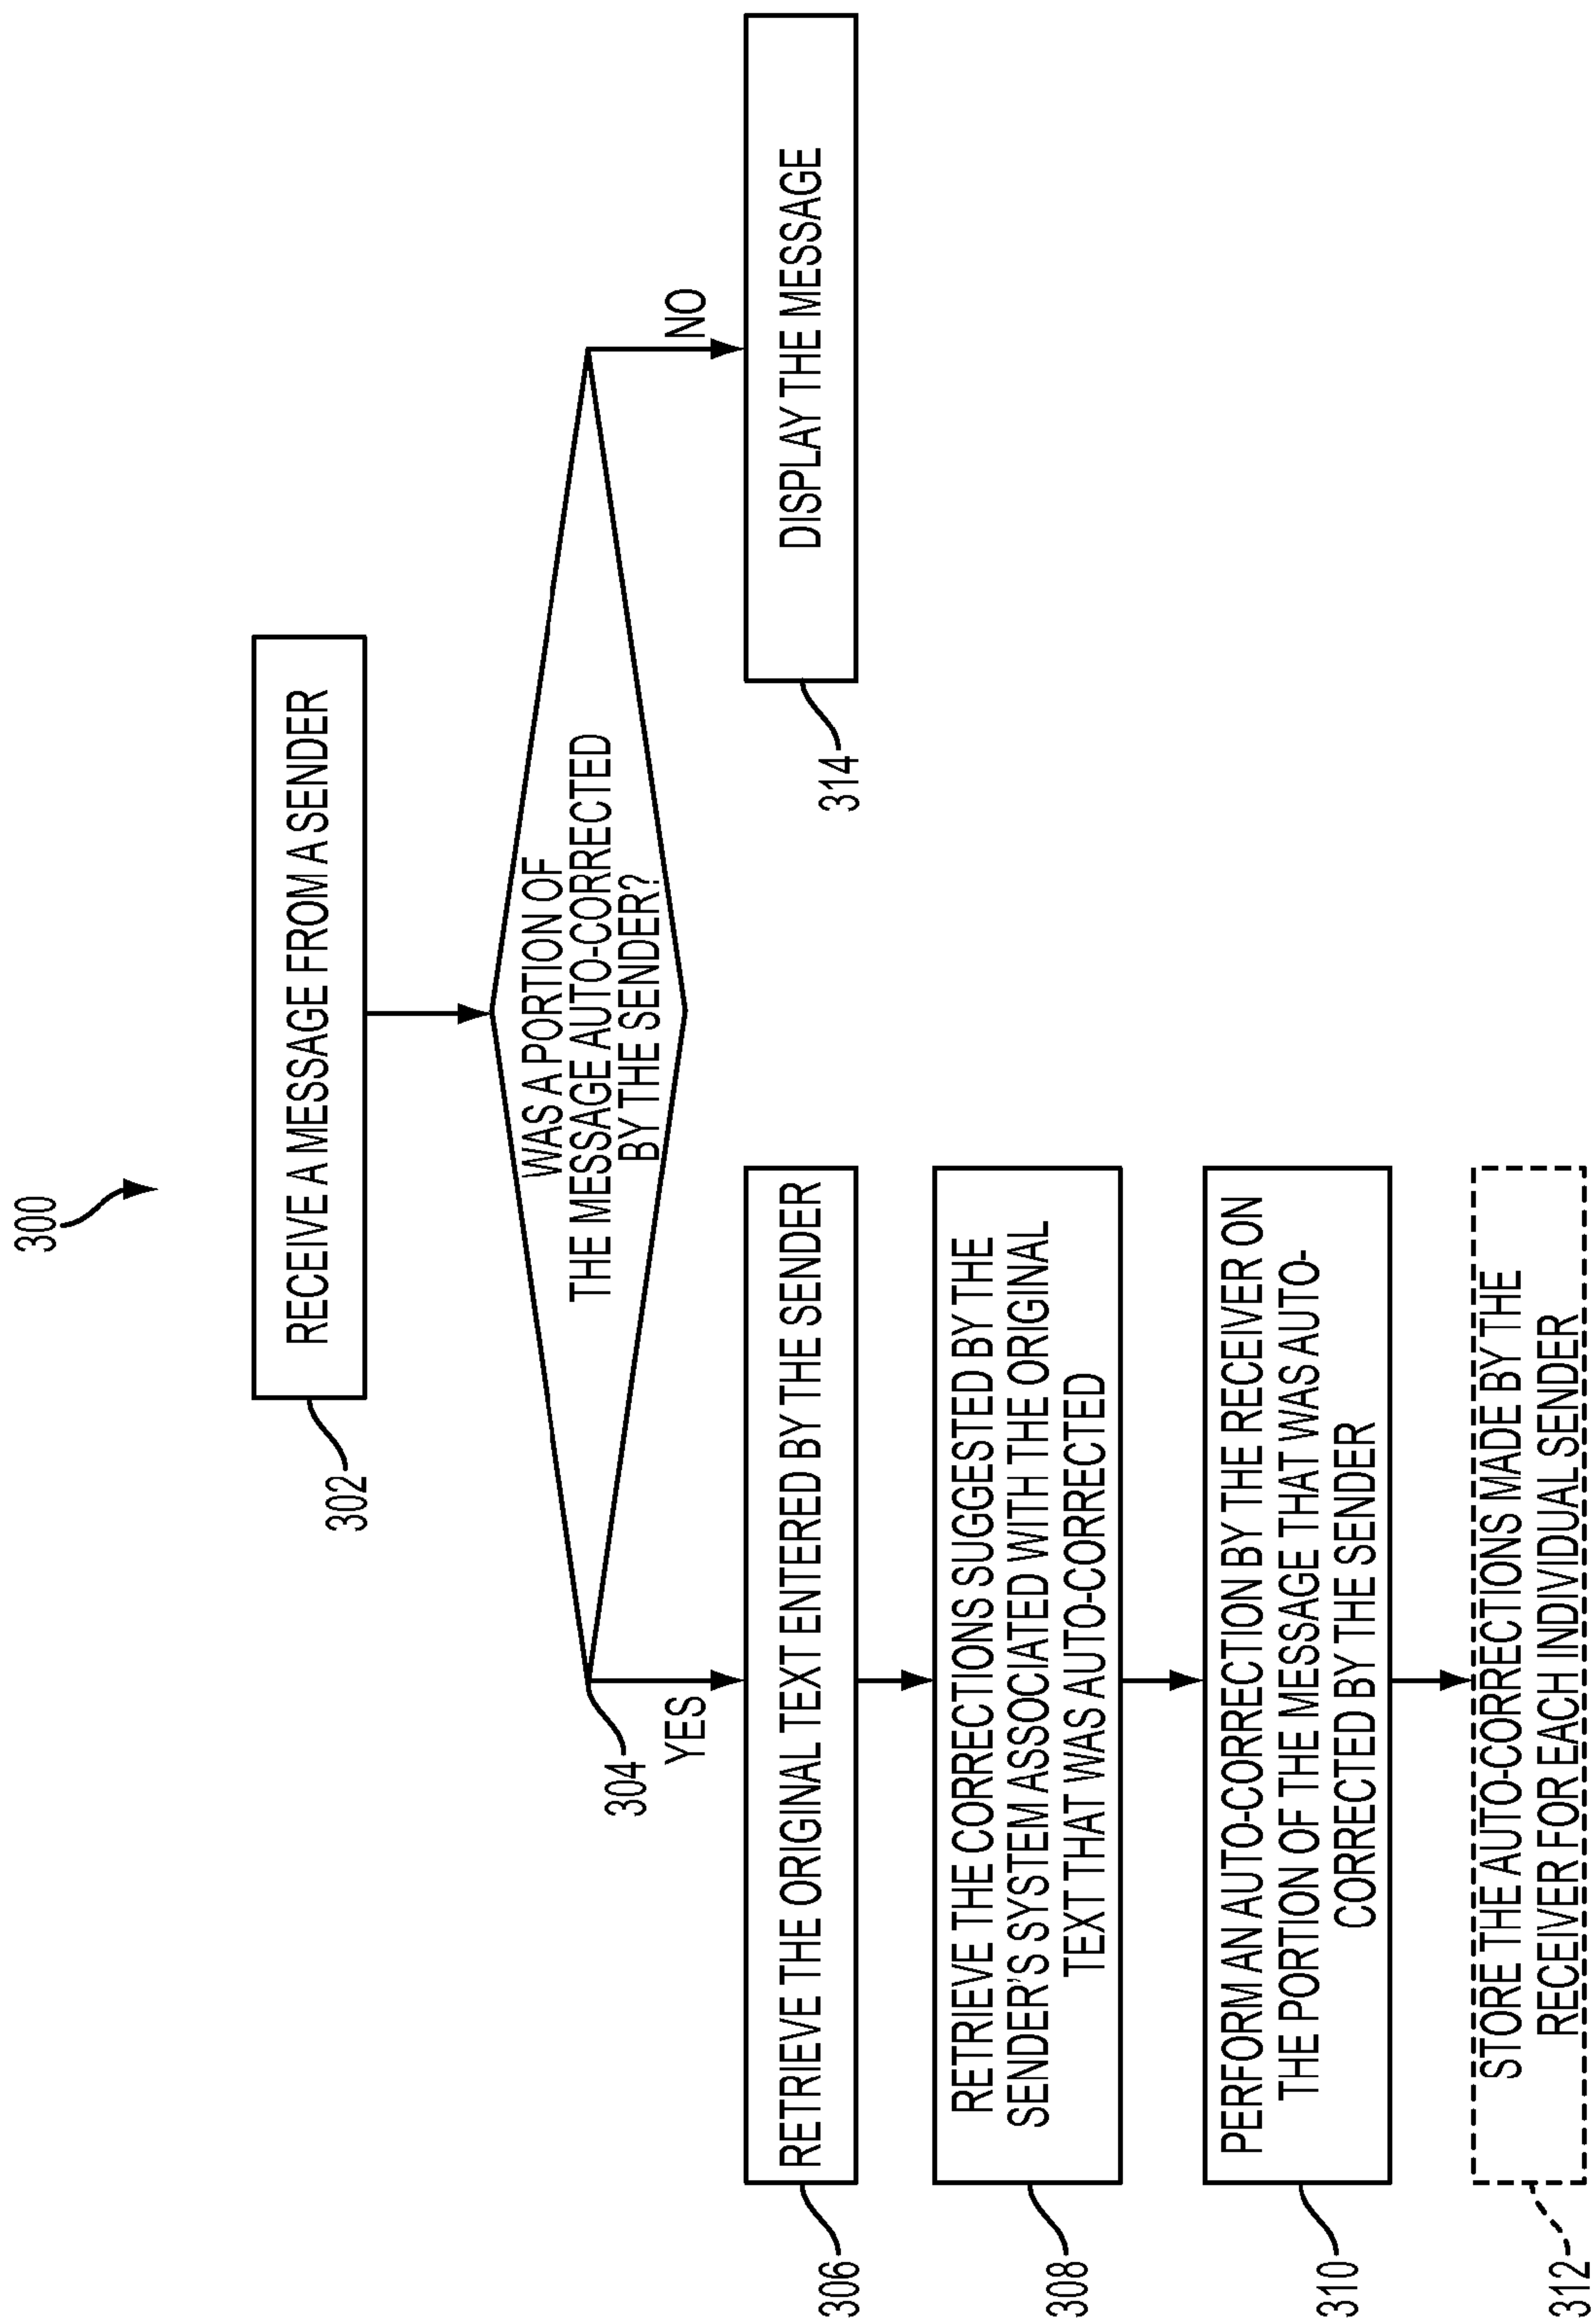 300
RECEIVE A MESSAGE FROM A SENDER
302
WAS A PORTION OF
THE MESSAGE AUTO-CORRECTED
BY THE SENDER?
304
YES
NO
RETRIEVE THE ORIGINAL TEXT ENTERED BY THE SENDER
306
DISPLAY THE MESSAGE
314
RETRIEVE THE CORRECTIONS SUGGESTED BY THE
SENDER'S SYSTEM ASSOCIATED WITH THE ORIGINAL
TEXT THAT WAS AUTO-CORRECTED
308
PERFORM AN AUTO-CORRECTION BY THE RECEIVER ON
THE PORTION OF THE MESSAGE THAT WAS AUTO-
CORRECTED BY THE SENDER
310
STORE THE AUTO-CORRECTIONS MADE BY THE
RECEIVER FOR EACH INDIVIDUAL SENDER
312